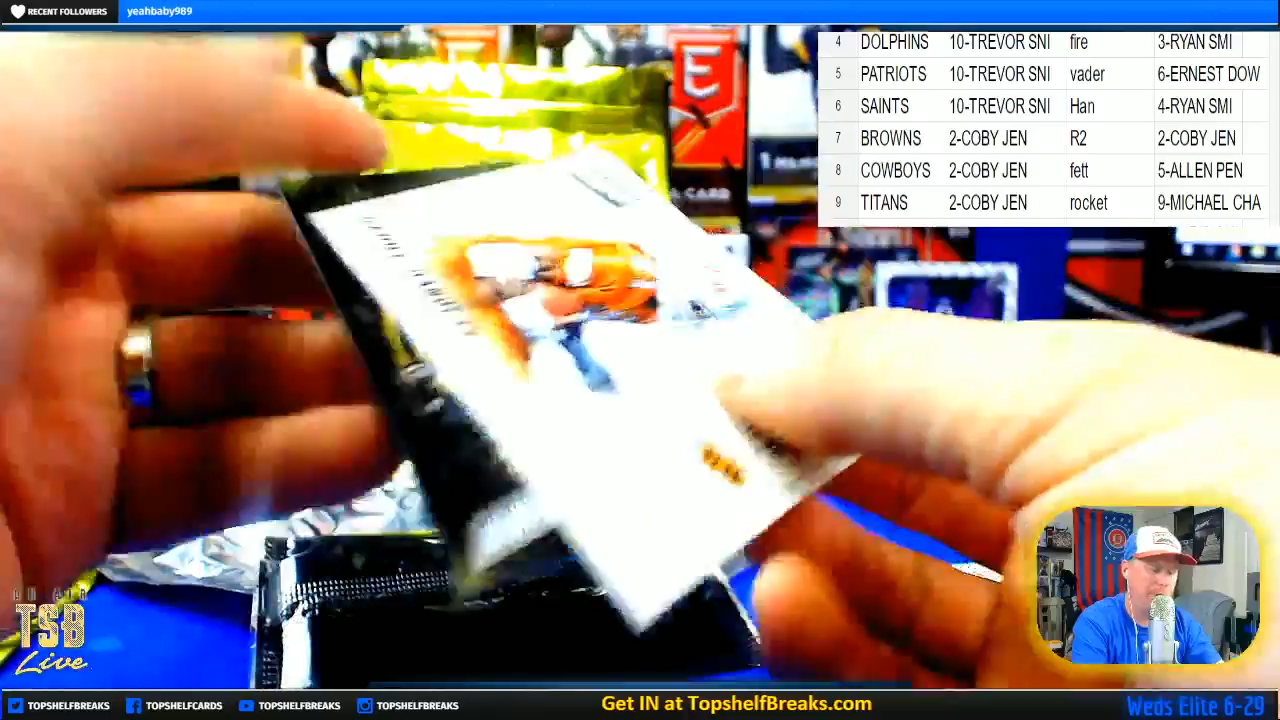 RECENT FOLLOWERS yeahbaby989
4 DOLPHINS 10-TREVOR SNI fire 3-RYAN SMI
5 PATRIOTS 10-TREVOR SNI vader 6-ERNEST DOW
6 SAINTS 10-TREVOR SNI Han 4-RYAN SMI
7 BROWNS 2-COBY JEN R2 2-COBY JEN
8 COWBOYS 2-COBY JEN fett 5-ALLEN PEN
9 TITANS 2-COBY JEN rocket 9-MICHAEL CHA
E
ON AIR
TSB
Live
TOPSHELFBREAKS TOPSHELFCARDS TOPSHELFBREAKS TOPSHELFBREAKS Get IN at TopshelfBreaks.com Weds Elite 6-29